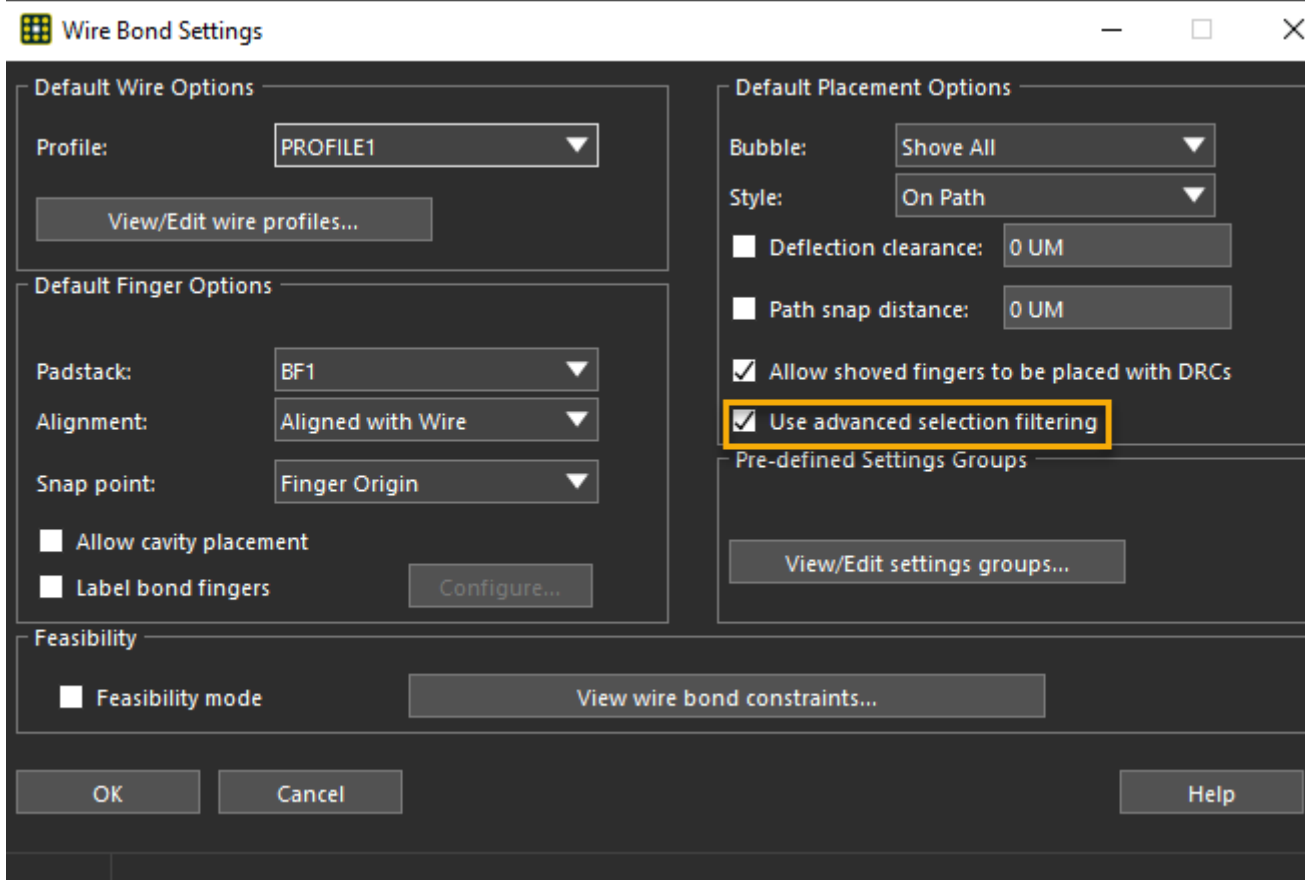 Wire Bond Settings
Default Wire Options
Profile: PROFILE1
View/Edit wire profiles...
Default Finger Options
Padstack: BF1
Alignment: Aligned with Wire
Snap point: Finger Origin
Allow cavity placement
Label bond fingers Configure...
Default Placement Options
Bubble: Shove All
Style: On Path
Deflection clearance: 0 UM
Path snap distance: 0 UM
Allow shoved fingers to be placed with DRCs
Use advanced selection filtering
Pre-defined Settings Groups
View/Edit settings groups...
Feasibility
Feasibility mode View wire bond constraints...
OK Cancel Help